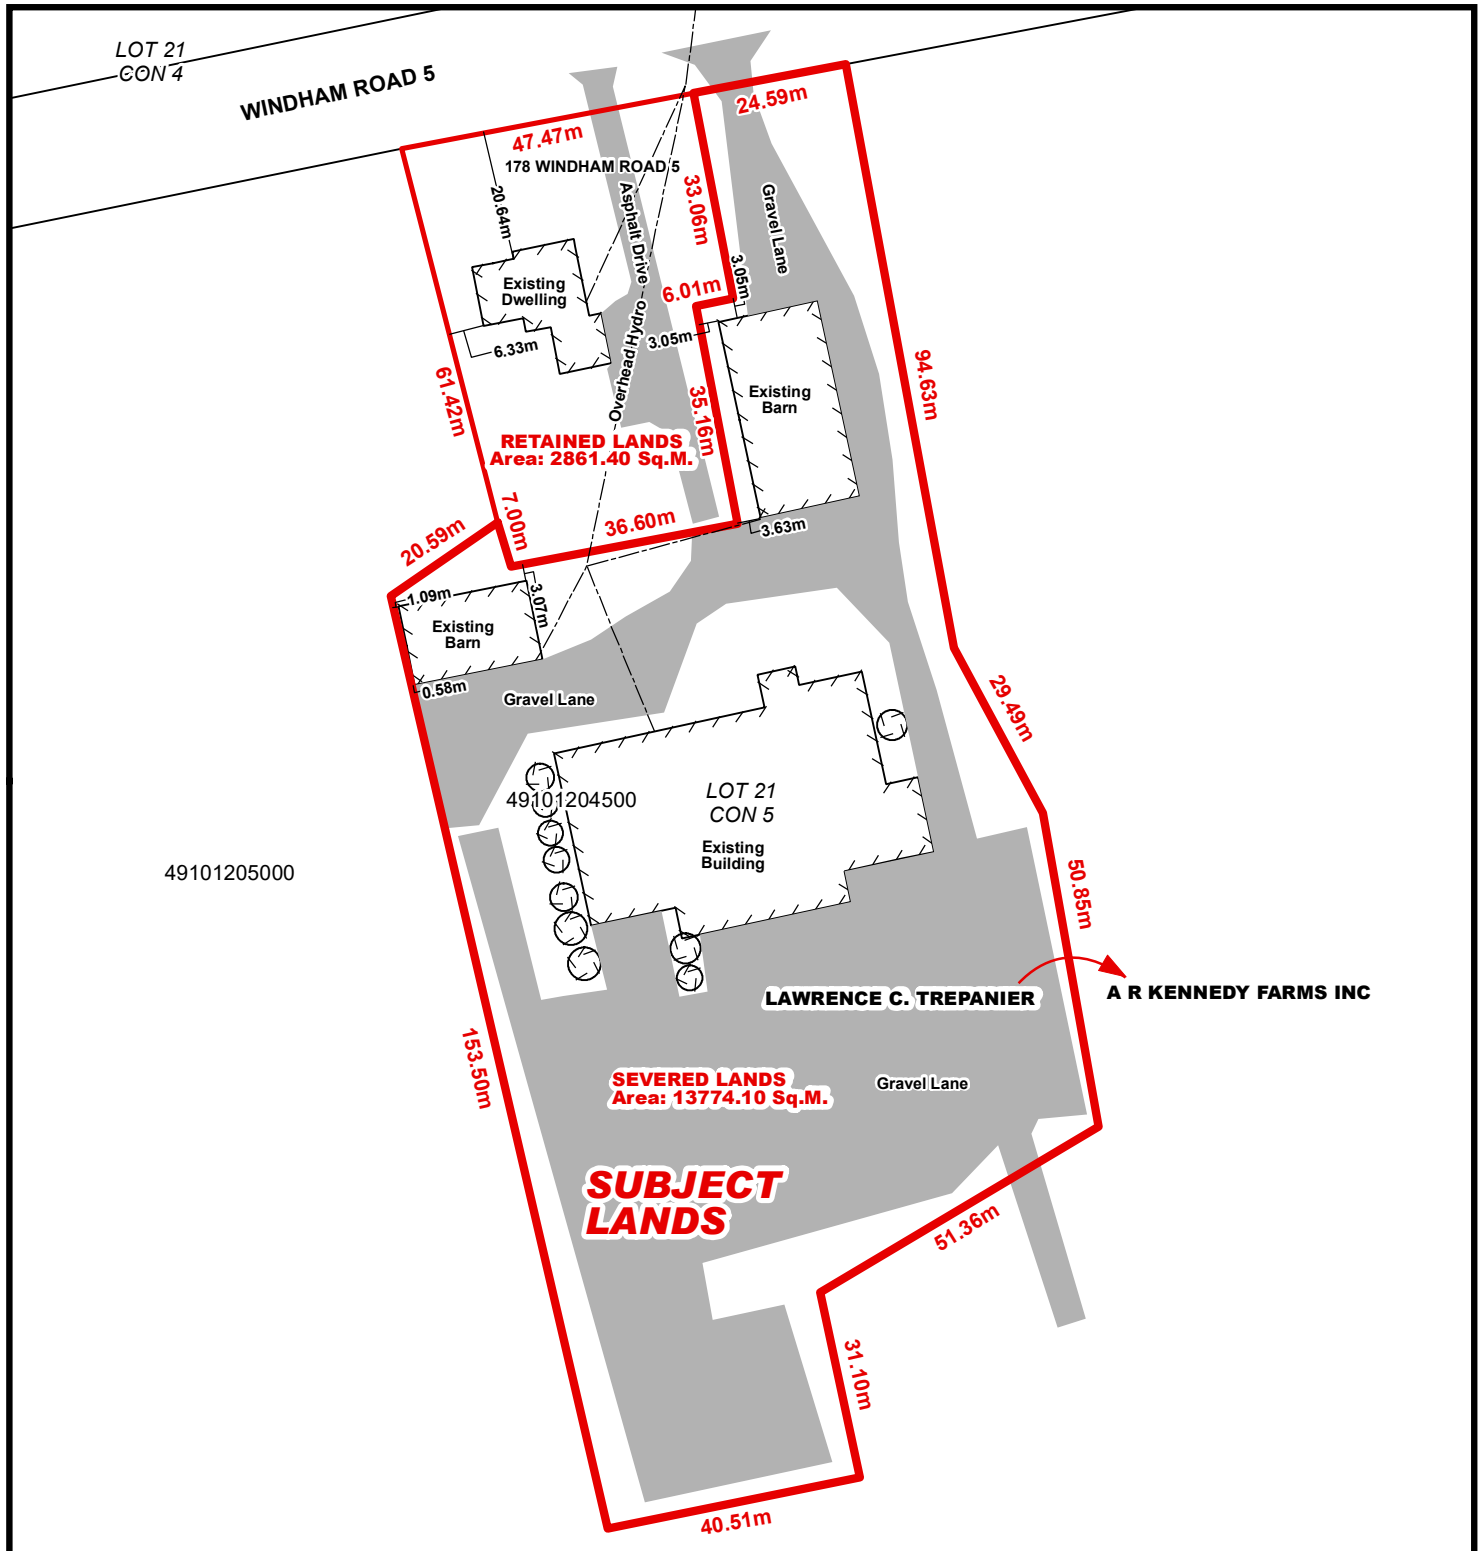 LOT 21
CON 4
WINDHAM ROAD 5
24.59m
47.47m
178 WINDHAM ROAD 5
20.64m
Asphalt Drive
33.06m
Gravel Lane
3.05m
Existing
Dwelling
6.01m
Overhead Hydro
3.05m
6.33m
61.42m
94.63m
Existing
Barn
35.16m
RETAINED LANDS
Area: 2861.40 Sq.M.
7.00m
36.60m
3.63m
20.59m
1.09m
3.07m
Existing
Barn
0.58m
Gravel Lane
29.49m
49101204500
LOT 21
CON 5
Existing
Building
49101205000
50.85m
LAWRENCE C. TREPANIER
A R KENNEDY FARMS INC
153.50m
SEVERED LANDS
Area: 13774.10 Sq.M.
Gravel Lane
SUBJECT
LANDS
51.36m
31.10m
40.51m